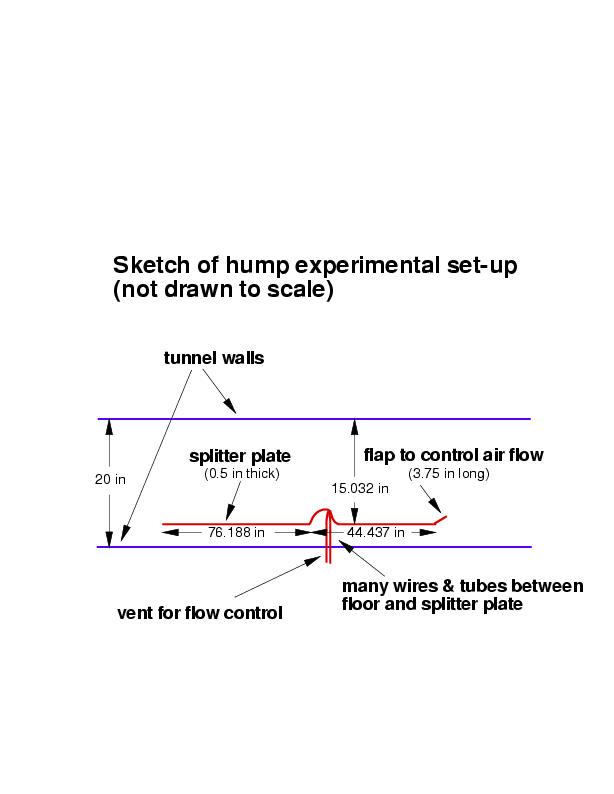 Sketch of hump experimental set-up
(not drawn to scale)
tunnel walls
splitter plate
(0.5 in thick)
flap to control air flow
(3.75 in long)
20 in
15.032 in
76.188 in
44.437 in
many wires & tubes between
floor and splitter plate
vent for flow control